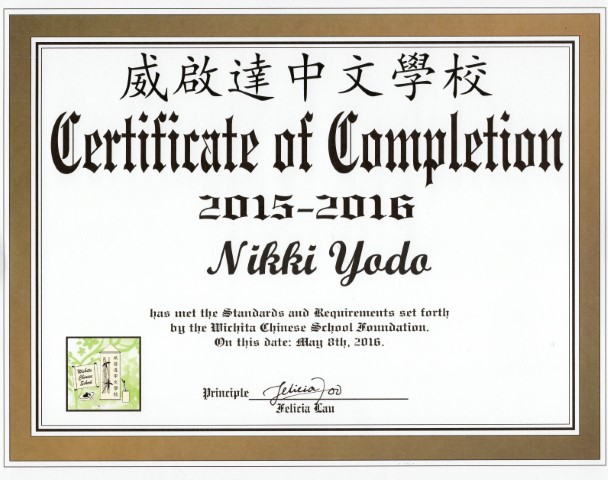 威啟達中文學校
Certificate of Completion
2015-2016
Nikki Yodo
has met the Standards and Requirements set forth
by the Wichita Chinese School Foundation.
On this date: May 8th, 2016.
Wichita
Chinese
School
威啟達中文學校
Principle
Felicia
Felicia Lau